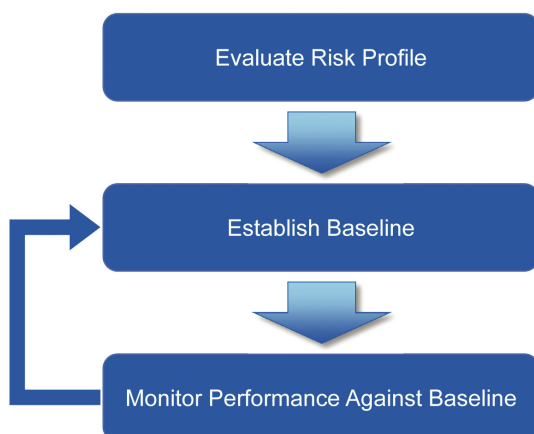 Evaluate Risk Profile
Establish Baseline
Monitor Performance Against Baseline